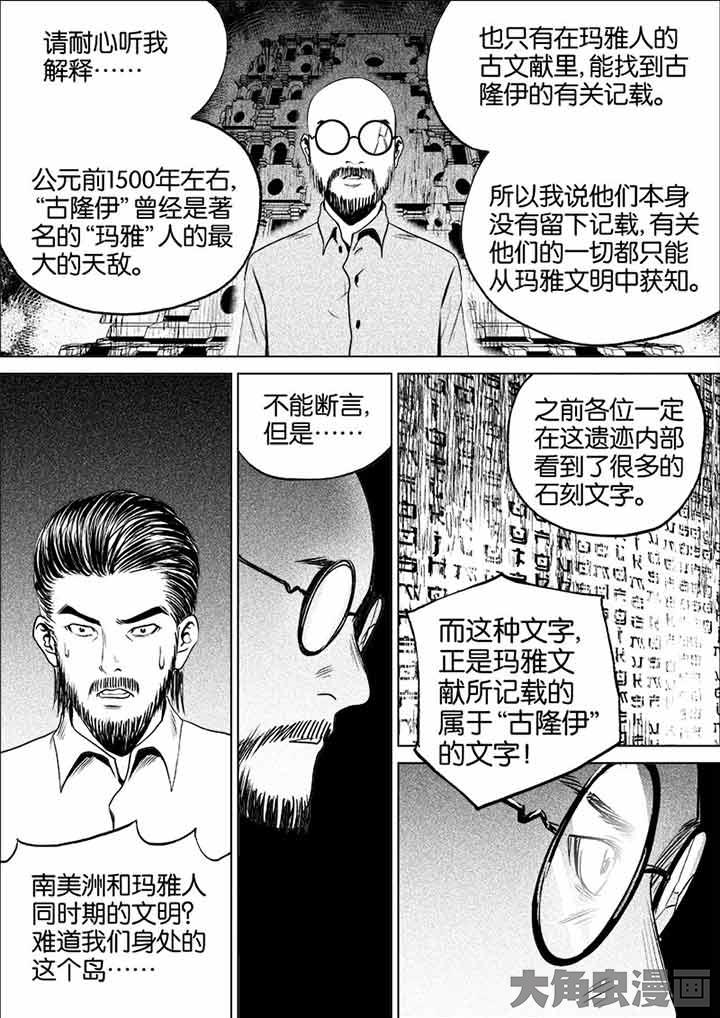 请耐心听我
解释……
公元前1500年左右，
“古隆伊”曾经是著
名的“玛雅”人的最
大的天敌。
也只有在玛雅人的
古文献里，能找到古
隆伊的有关记载。
所以我说他们本身
没有留下记载，有关
他们的一切都只能
从玛雅文明中获知。
南美洲和玛雅人
同时期的文明？
难道我们身处的
这个岛……
不能断言，
但是……
之前各位一定
在这遗迹内部
看到了很多的
石刻文字。
而这种文字，
正是玛雅文
献所记载的
属于“古隆伊”
的文字！
大角虫漫画